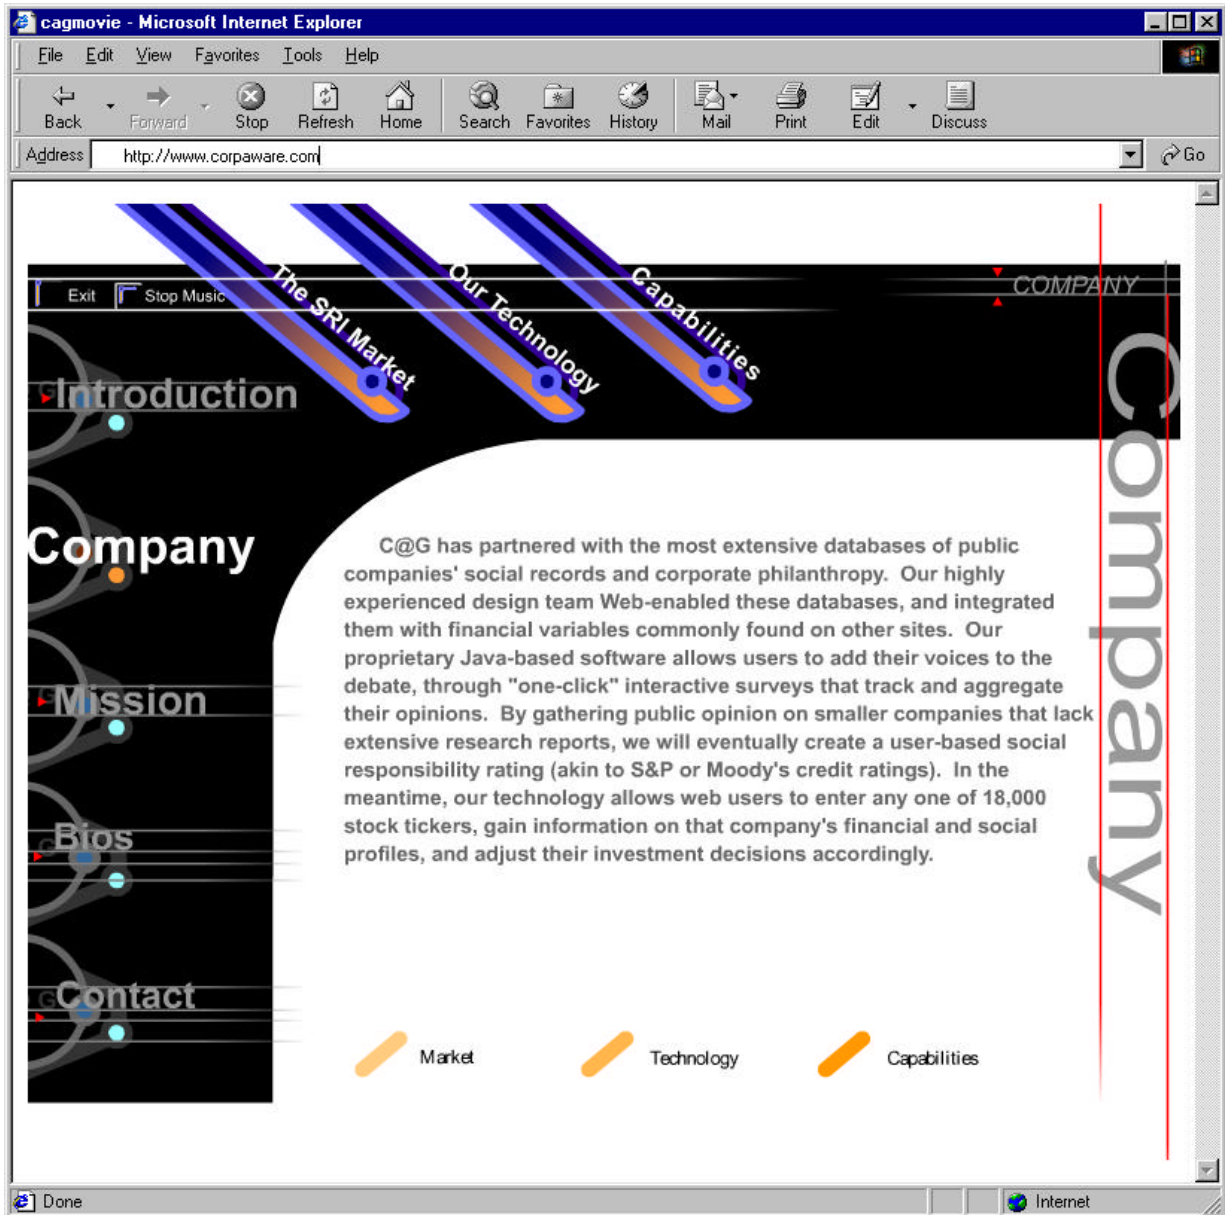 cagmovie - Microsoft Internet Explorer
File Edit View Favorites Tools Help
Back Forward Stop Refresh Home Search Favorites History Mail Print Edit Discuss
Address http://www.corpaware.com Go
The SRI Market
Our Technology
Capabilities
COMPANY
Exit Stop Music
Company
Introduction
Company
Mission
Bios
Contact
C@G has partnered with the most extensive databases of public
companies' social records and corporate philanthropy. Our highly
experienced design team Web-enabled these databases, and integrated
them with financial variables commonly found on other sites. Our
proprietary Java-based software allows users to add their voices to the
debate, through "one-click" interactive surveys that track and aggregate
their opinions. By gathering public opinion on smaller companies that lack
extensive research reports, we will eventually create a user-based social
responsibility rating (akin to S&P or Moody's credit ratings). In the
meantime, our technology allows web users to enter any one of 18,000
stock tickers, gain information on that company's financial and social
profiles, and adjust their investment decisions accordingly.
Market Technology Capabilities
Done Internet